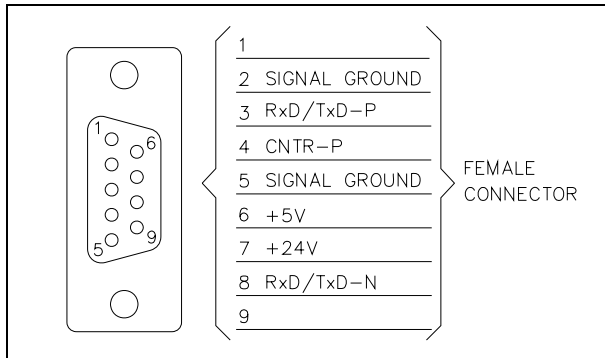 1
6
5
9
1
2 SIGNAL GROUND
3 RxD/TxD-P
4 CNTR-P
5 SIGNAL GROUND
6 +5V
7 +24V
8 RxD/TxD-N
9
FEMALE
CONNECTOR